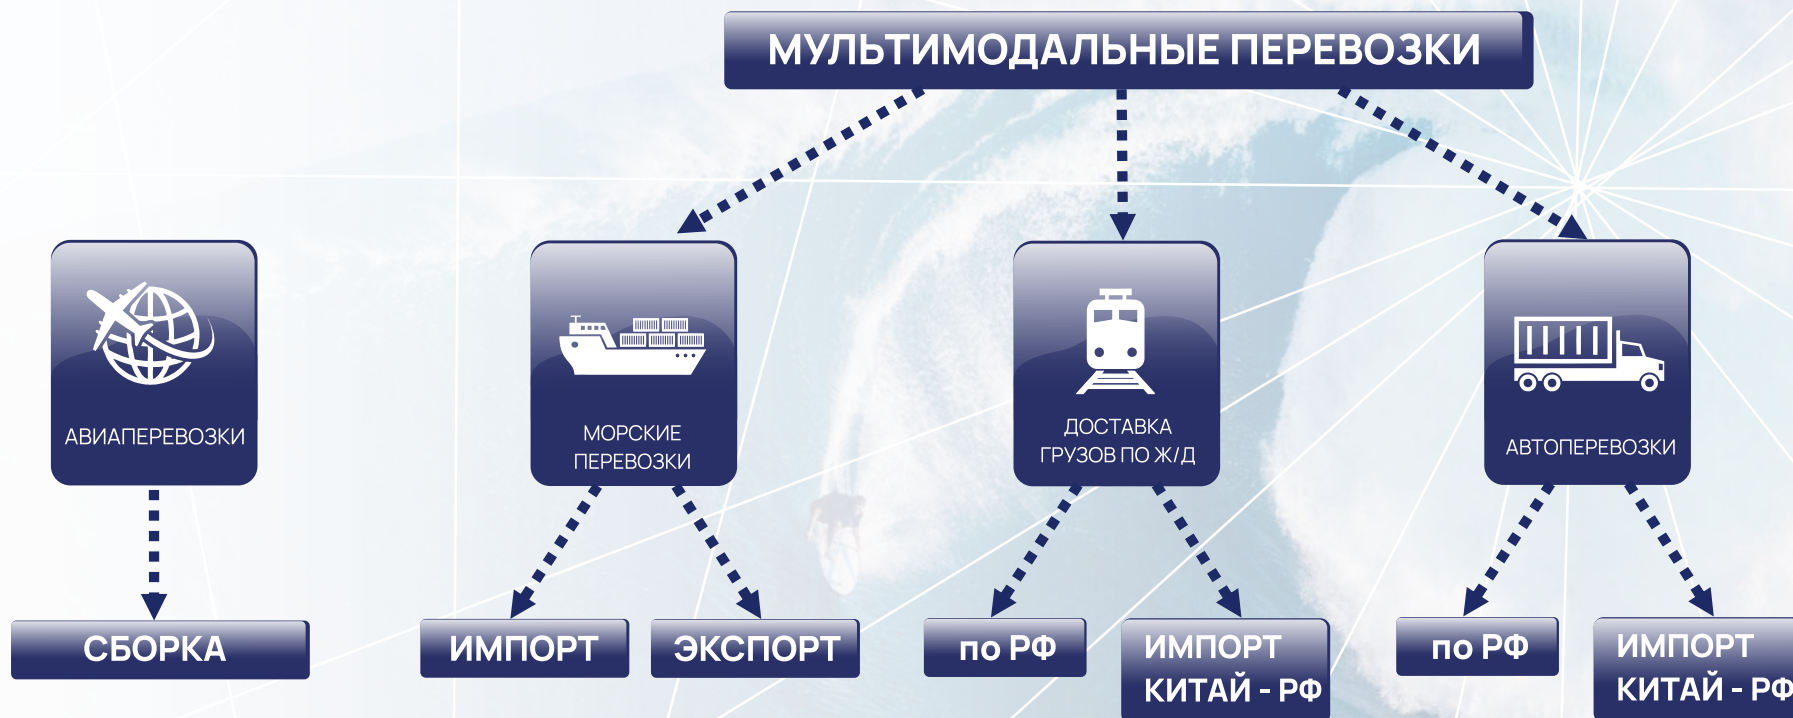 МУЛЬТИМОДАЛЬНЫЕ ПЕРЕВОЗКИ
АВИАПЕРЕВОЗКИ
МОРСКИЕ
ПЕРЕВОЗКИ
ДОСТАВКА
ГРУЗОВ ПО Ж/Д
АВТОПЕРЕВОЗКИ
СБОРКА
ИМПОРТ
ЭКСПОРТ
по РФ
ИМПОРТ
КИТАЙ - РФ
по РФ
ИМПОРТ
КИТАЙ - РФ